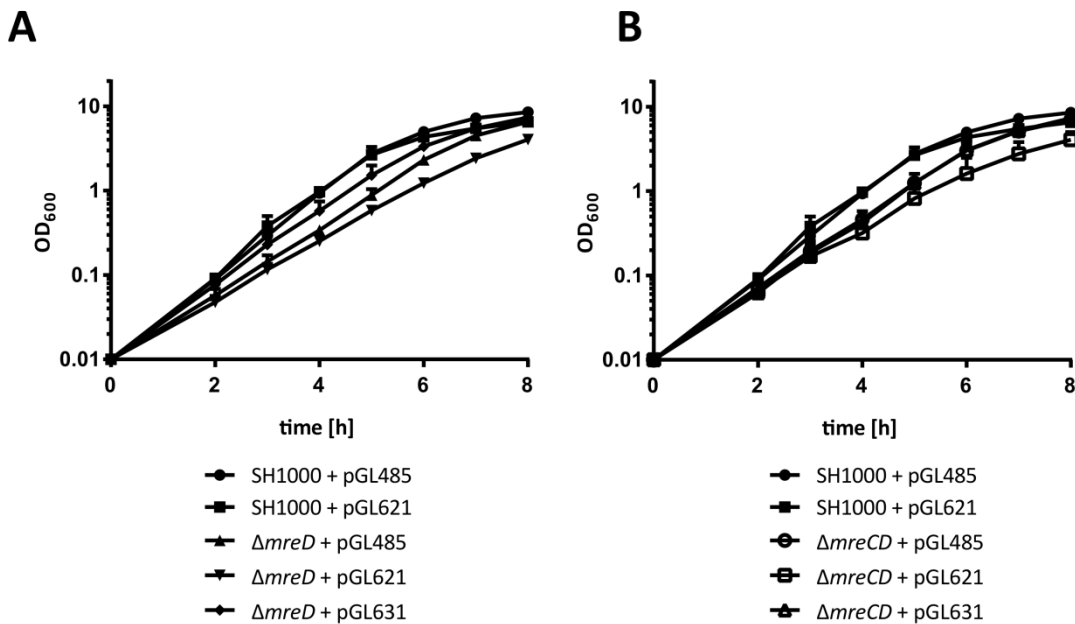 A
B
OD600
10
1
0.1
0.01
0
2
4
6
8
time [h]
SH1000 + pGL485
SH1000 + pGL621
ΔmreD + pGL485
ΔmreD + pGL621
ΔmreD + pGL631
OD600
10
1
0.1
0.01
0
2
4
6
8
time [h]
SH1000 + pGL485
SH1000 + pGL621
ΔmreCD + pGL485
ΔmreCD + pGL621
ΔmreCD + pGL631